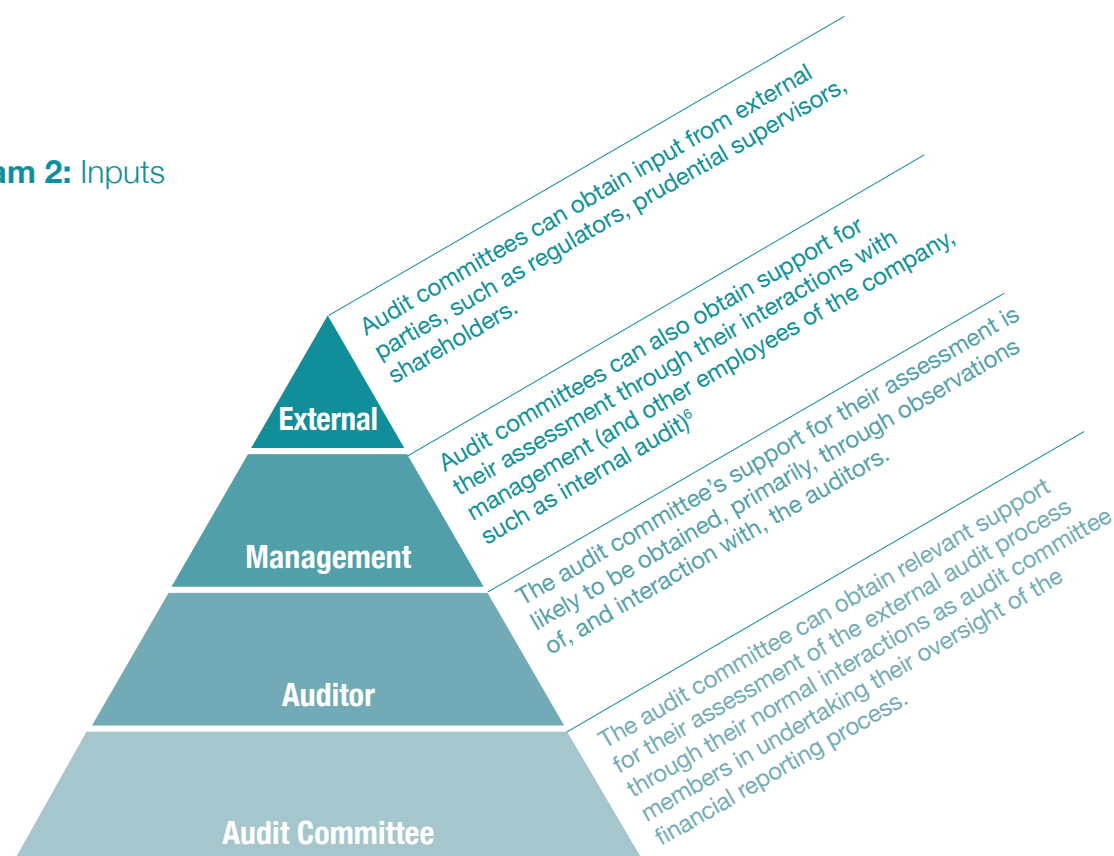 am 2: Inputs
Audit committees can obtain input from external
parties, such as regulators, prudential supervisors,
shareholders.
External
Audit committees can also obtain support for
their assessment through their interactions with
management (and other employees of the company,
such as internal audit)⁶
Management
The audit committee’s support for their assessment is
likely to be obtained, primarily, through observations
of, and interaction with, the auditors.
Auditor
The audit committee can obtain relevant support
for their assessment of the external audit process
through their normal interactions as audit committee
members in undertaking their oversight of the
financial reporting process.
Audit Committee